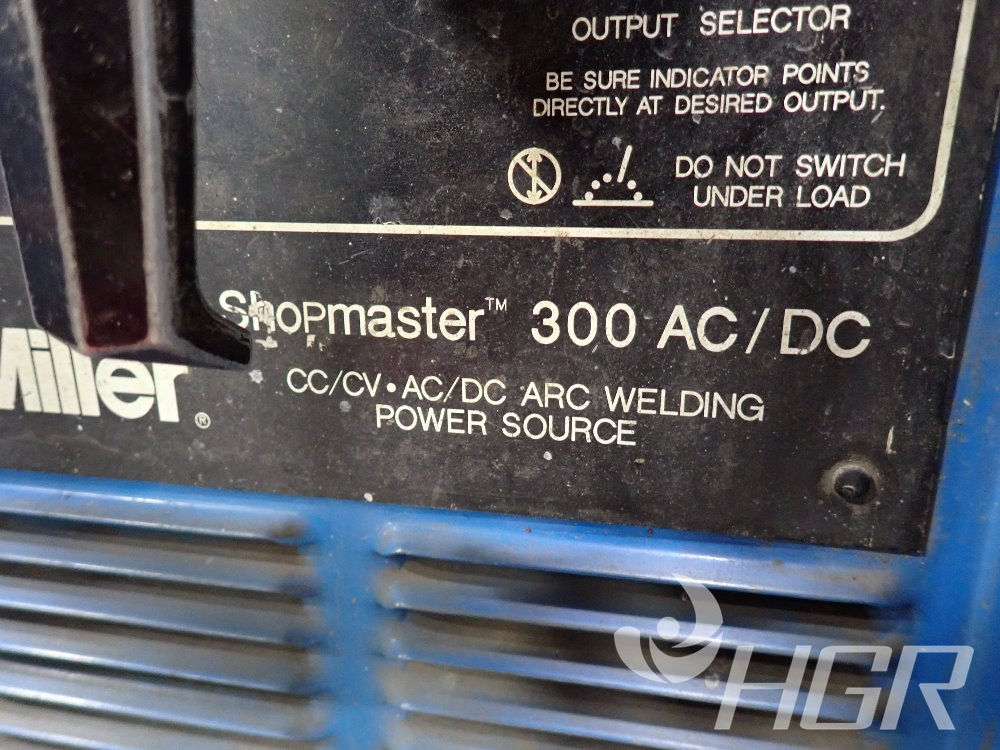 OUTPUT SELECTOR
BE SURE INDICATOR POINTS
DIRECTLY AT DESIRED OUTPUT.
DO NOT SWITCH
UNDER LOAD
Shopmaster™ 300 AC/DC
Miller®
CC/CV•AC/DC ARC WELDING
POWER SOURCE
HGR